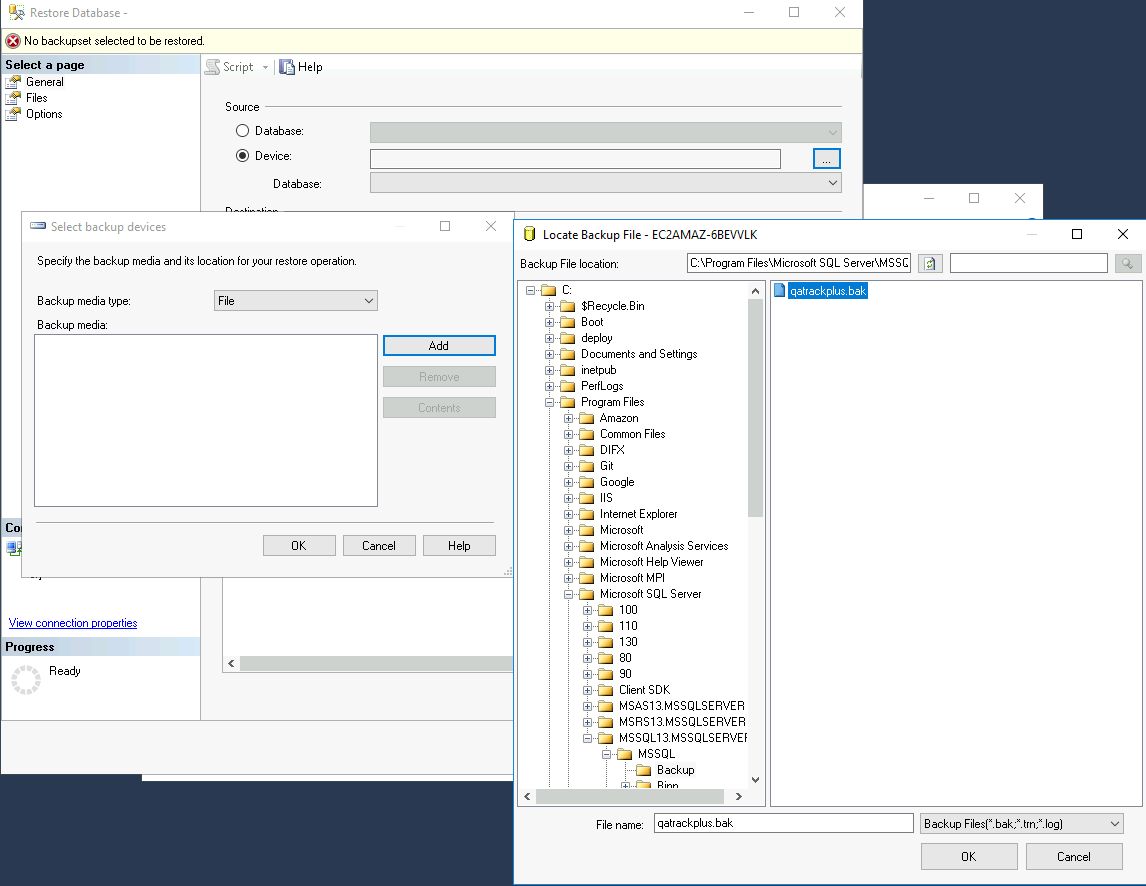 Restore Database -
No backupset selected to be restored.
Select a page
General
Files
Options
Script
Help
Source
Database:
Device:
...
Database:
Destination
Select backup devices
Specify the backup media and its location for your restore operation.
Backup media type:
File
Backup media:
Add
Remove
Contents
OK
Cancel
Help
View connection properties
Progress
Ready
Locate Backup File - EC2AMAZ-6BEVVLK
Backup File location:
C:\Program Files\Microsoft SQL Server\MSSQ
C:
$Recycle.Bin
Boot
deploy
Documents and Settings
inetpub
PerfLogs
Program Files
Amazon
Common Files
DIFX
Git
Google
IIS
Internet Explorer
Microsoft
Microsoft Analysis Services
Microsoft Help Viewer
Microsoft MPI
Microsoft SQL Server
100
110
130
80
90
Client SDK
MSAS13.MSSQLSERVER
MSRS13.MSSQLSERVER
MSSQL13.MSSQLSERVER
MSSQL
Backup
Binn
qatrackplus.bak
File name:
qatrackplus.bak
Backup Files(*.bak;*.trn;*.log)
OK
Cancel